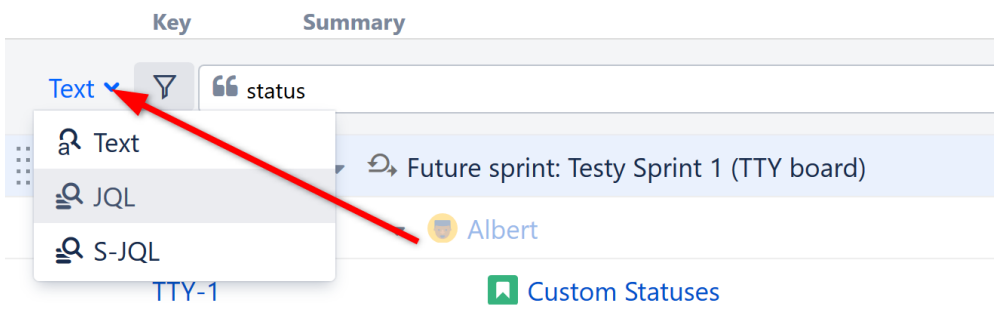 Key Summary
Text status
Text
JQL
S-JQL
Future sprint: Testy Sprint 1 (TTY board)
Albert
TTY-1 Custom Statuses